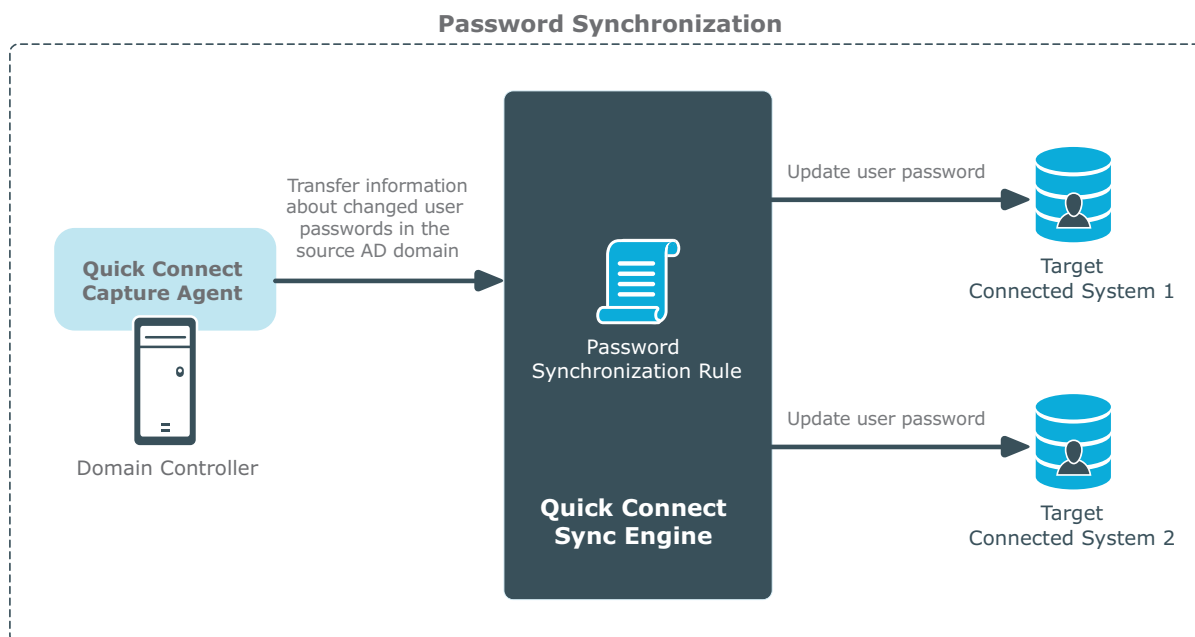 Password Synchronization
Transfer information
about changed user
passwords in the
source AD domain
Quick Connect
Capture Agent
Domain Controller
Password
Synchronization Rule
Quick Connect
Sync Engine
Update user password
Target
Connected System 1
Update user password
Target
Connected System 2